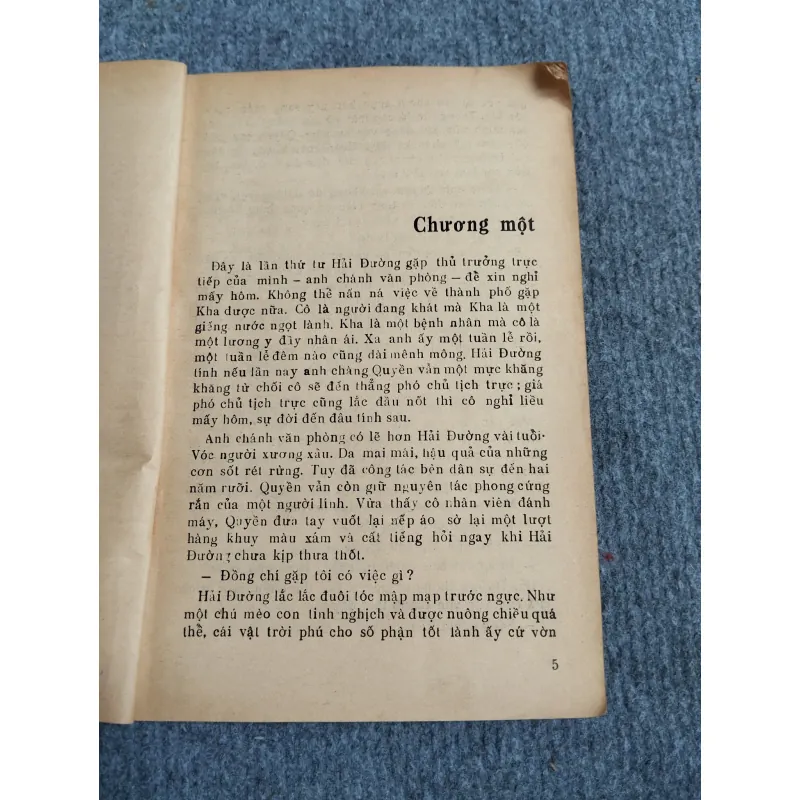 Chương một
Đây là lần thứ tư Hải Đường gặp thủ trưởng trực
tiếp của mình — anh chánh văn phòng — để xin nghỉ
mấy hôm. Không thể nấn ná việc về thành phố gặp
Kha được nữa. Cô là người đang khát mà Kha là một
giếng nước ngọt lành. Kha là một bệnh nhân mà cô là
một lương y đầy nhân ái. Xa anh ấy một tuần lễ rồi,
một tuần lễ đêm nào cũng dài mênh mông. Hải Đường
tính nếu lần này anh chàng Quyền vẫn một mực khăng
khăng từ chối cô sẽ đến thẳng phó chủ tịch trực; giá
phó chủ tịch trực cũng lắc đầu nốt thì cô nghỉ liều
mấy hôm, sự đời đến đâu tính sau.
Anh chánh văn phòng có lẽ hơn Hải Đường vài tuổi.
Vóc người xương xẩu. Da mai mái, hậu quả của những
cơn sốt rét rừng. Tuy đã công tác bên dân sự đến hai
năm rưỡi. Quyền vẫn còn giữ nguyên tác phong cứng
rắn của một người lính. Vừa thấy cô nhân viên đánh
máy, Quyền đưa tay vuốt lại nếp áo sờ lại một lượt
hàng khuy màu xám và cất tiếng hỏi ngay khi Hải
Đường chưa kịp thưa thốt.
— Đồng chí gặp tôi có việc gì?
Hải Đường lắc lắc đuôi tóc mập mạp trước ngực. Như
một chú mèo con tinh nghịch và được nuông chiều quá
thể, cái vật trời phú cho số phận tốt lành ấy cứ vờn
5